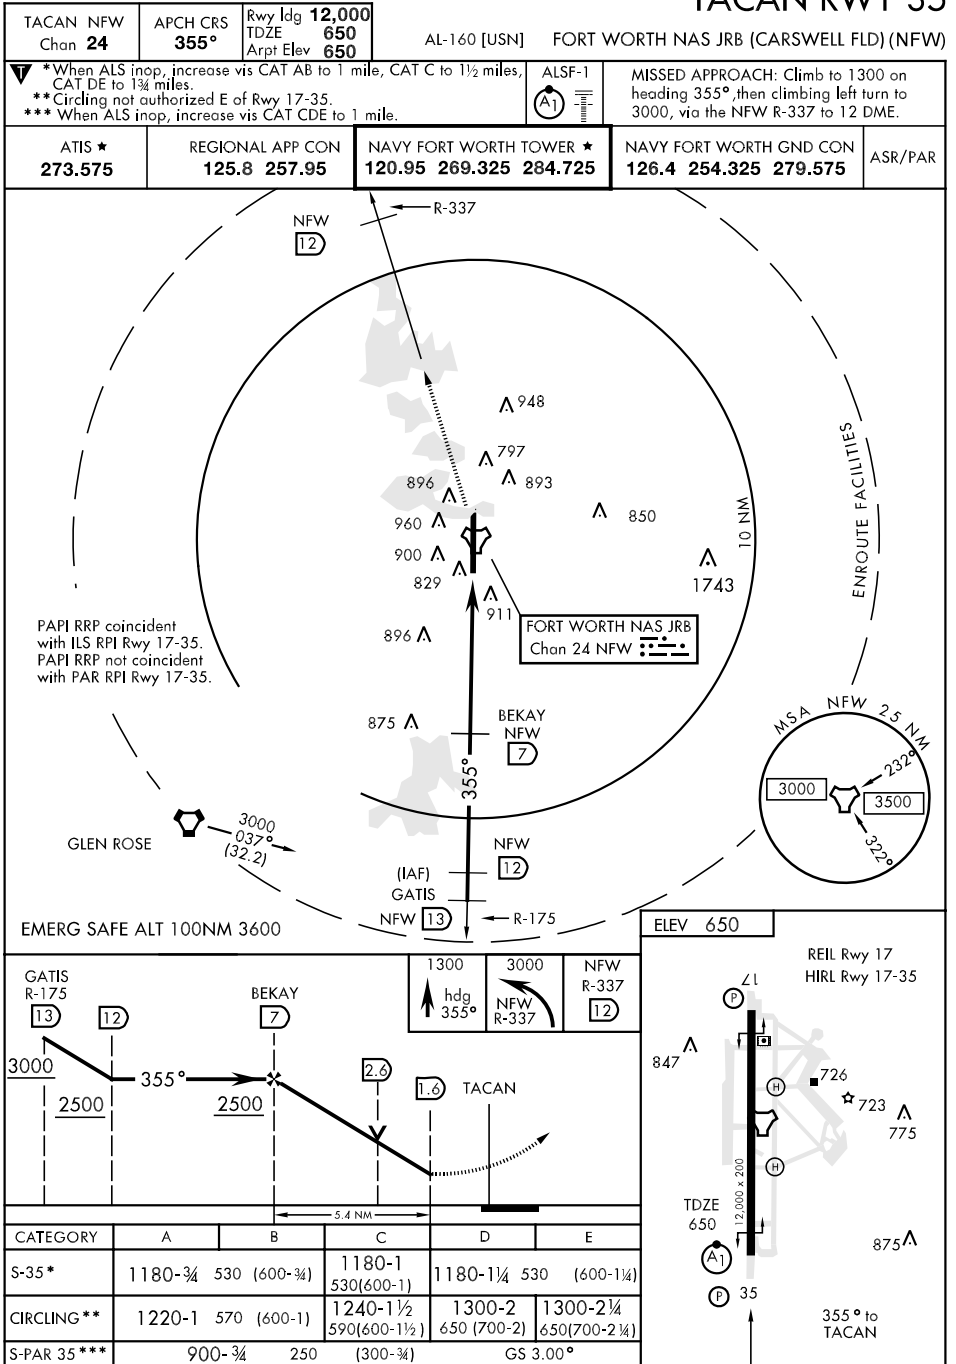 TACAN RWY 35
TACAN NFW
Chan 24
APCH CRS
355°
Rwy ldg 12,000
TDZE 650
Arpt Elev 650
AL-160 [USN]
FORT WORTH NAS JRB (CARSWELL FLD) (NFW)
T
*When ALS inop, increase vis CAT AB to 1 mile, CAT C to 1½ miles,
CAT DE to 1¾ miles.
**Circling not authorized E of Rwy 17-35.
*** When ALS inop, increase vis CAT CDE to 1 mile.
ALSF-1
A1
MISSED APPROACH: Climb to 1300 on
heading 355°,then climbing left turn to
3000, via the NFW R-337 to 12 DME.
ATIS ★
273.575
REGIONAL APP CON
125.8 257.95
NAVY FORT WORTH TOWER ★
120.95 269.325 284.725
NAVY FORT WORTH GND CON
126.4 254.325 279.575
ASR/PAR
R-337
NFW
12
948
797
893
896
960
900
829
850
1743
911
896
875
10 NM
ENROUTE FACILITIES
FORT WORTH NAS JRB
Chan 24 NFW
PAPI RRP coincident
with ILS RPI Rwy 17-35.
PAPI RRP not coincident
with PAR RPI Rwy 17-35.
BEKAY
NFW
7
355°
MSA NFW 25 NM
232°
3000
3500
322°
GLEN ROSE
3000
037°
(32.2)
NFW
12
(IAF)
GATIS
NFW 13
R-175
EMERG SAFE ALT 100NM 3600
ELEV 650
REIL Rwy 17
HIRL Rwy 17-35
17
P
847
H
726
723
775
H
12,000 x 200
TDZE
650
A1
875
P
35
355° to
TACAN
GATIS
R-175
13
12
BEKAY
7
1300
hdg
355°
3000
NFW
R-337
NFW
R-337
12
3000
2500
355°
2500
2.6
1.6
TACAN
5.4 NM
CATEGORY A B C D E
S-35* 1180-¾ 530 (600-¾) 1180-1 530(600-1) 1180-1¼ 530 (600-1¼)
CIRCLING** 1220-1 570 (600-1) 1240-1½ 590(600-1½) 1300-2 650 (700-2) 1300-2¼ 650(700-2¼)
S-PAR 35*** 900-¾ 250 (300-¾) GS 3.00°